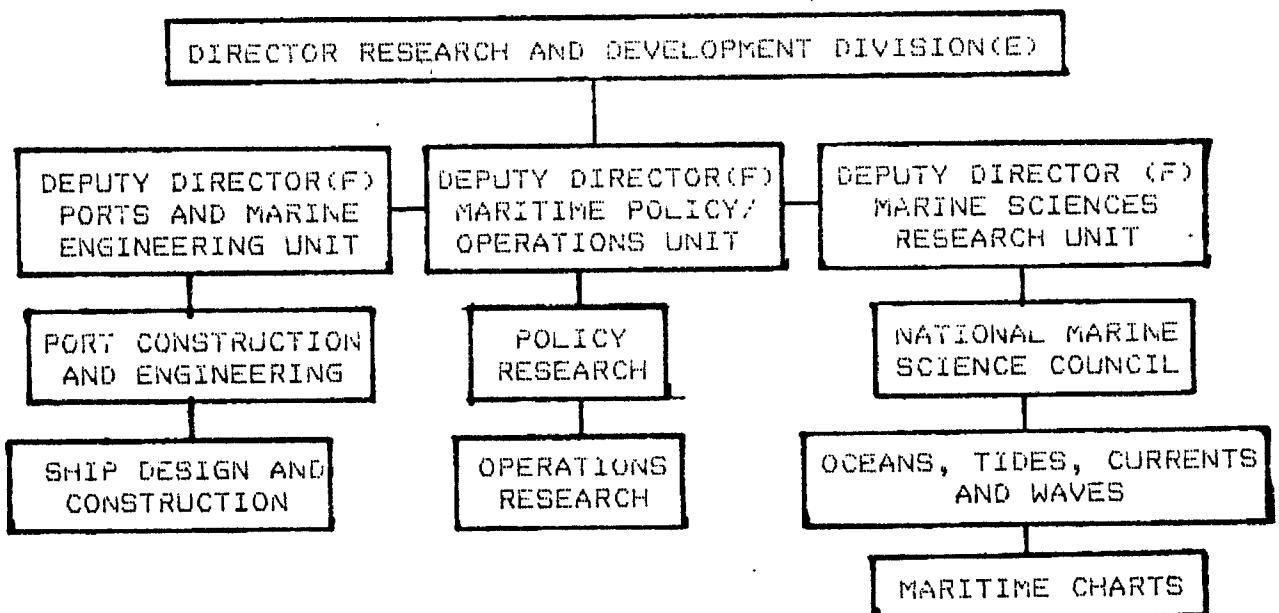 DIRECTOR RESEARCH AND DEVELOPMENT DIVISION(E)
DEPUTY DIRECTOR(F)
PORTS AND MARINE
ENGINEERING UNIT
DEPUTY DIRECTOR(F)
MARITIME POLICY/
OPERATIONS UNIT
DEPUTY DIRECTOR (F)
MARINE SCIENCES
RESEARCH UNIT
PORT CONSTRUCTION
AND ENGINEERING
POLICY
RESEARCH
NATIONAL MARINE
SCIENCE COUNCIL
SHIP DESIGN AND
CONSTRUCTION
OPERATIONS
RESEARCH
OCEANS, TIDES, CURRENTS
AND WAVES
MARITIME CHARTS